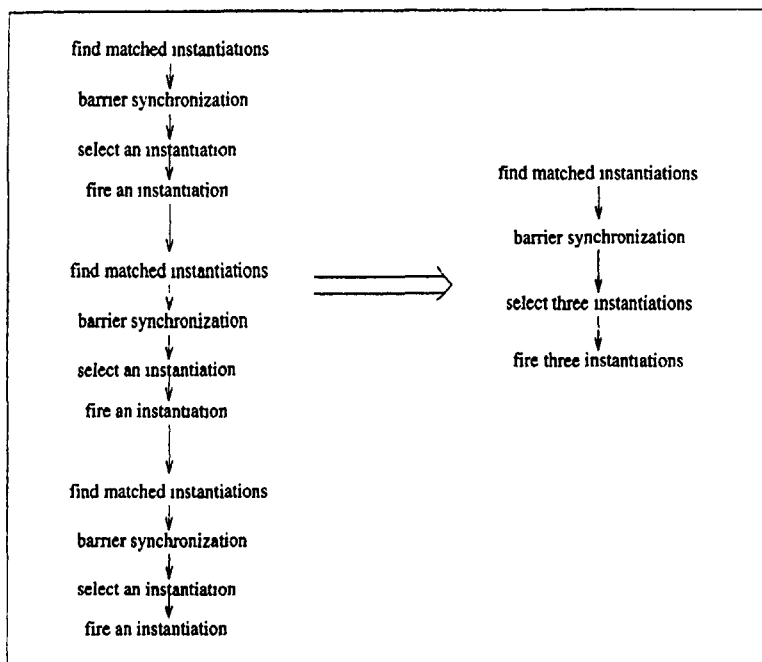 find matched instantiations
barrier synchronization
select an instantiation
fire an instantiation
find matched instantiations
barrier synchronization
select an instantiation
fire an instantiation
find matched instantiations
barrier synchronization
select an instantiation
fire an instantiation
find matched instantiations
barrier synchronization
select three instantiations
fire three instantiations